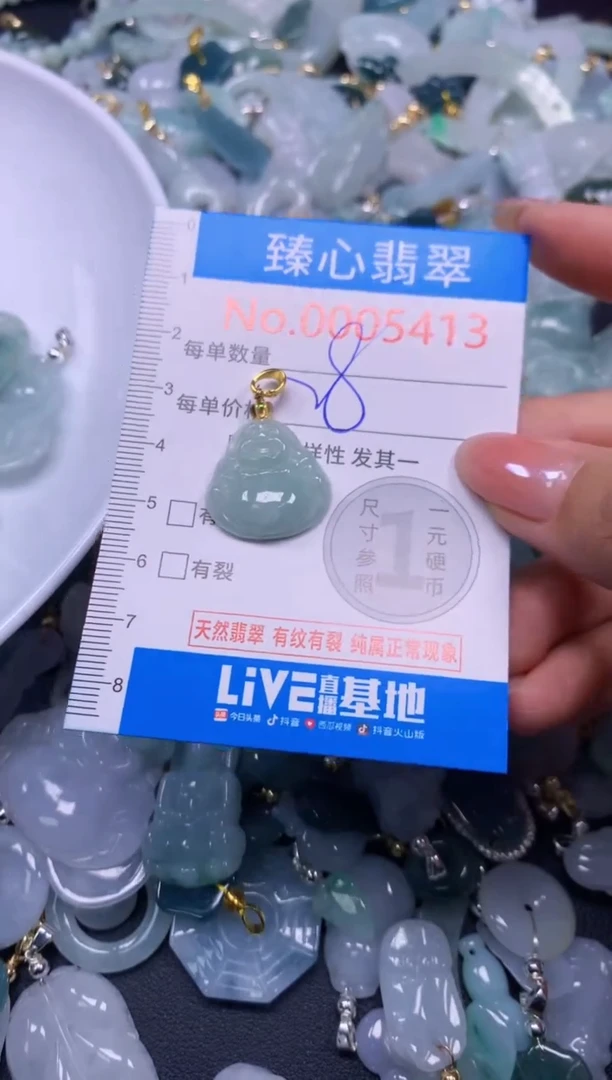 臻心翡翠
No.0005413
每单数量
8
每单价格
样性 发其一
有
有裂
尺寸参照
1
一元硬币
天然翡翠 有纹有裂 纯属正常现象
LiVE直播基地
今日头条 抖音 西瓜视频 抖音火山版
0
1
2
3
4
5
6
7
8